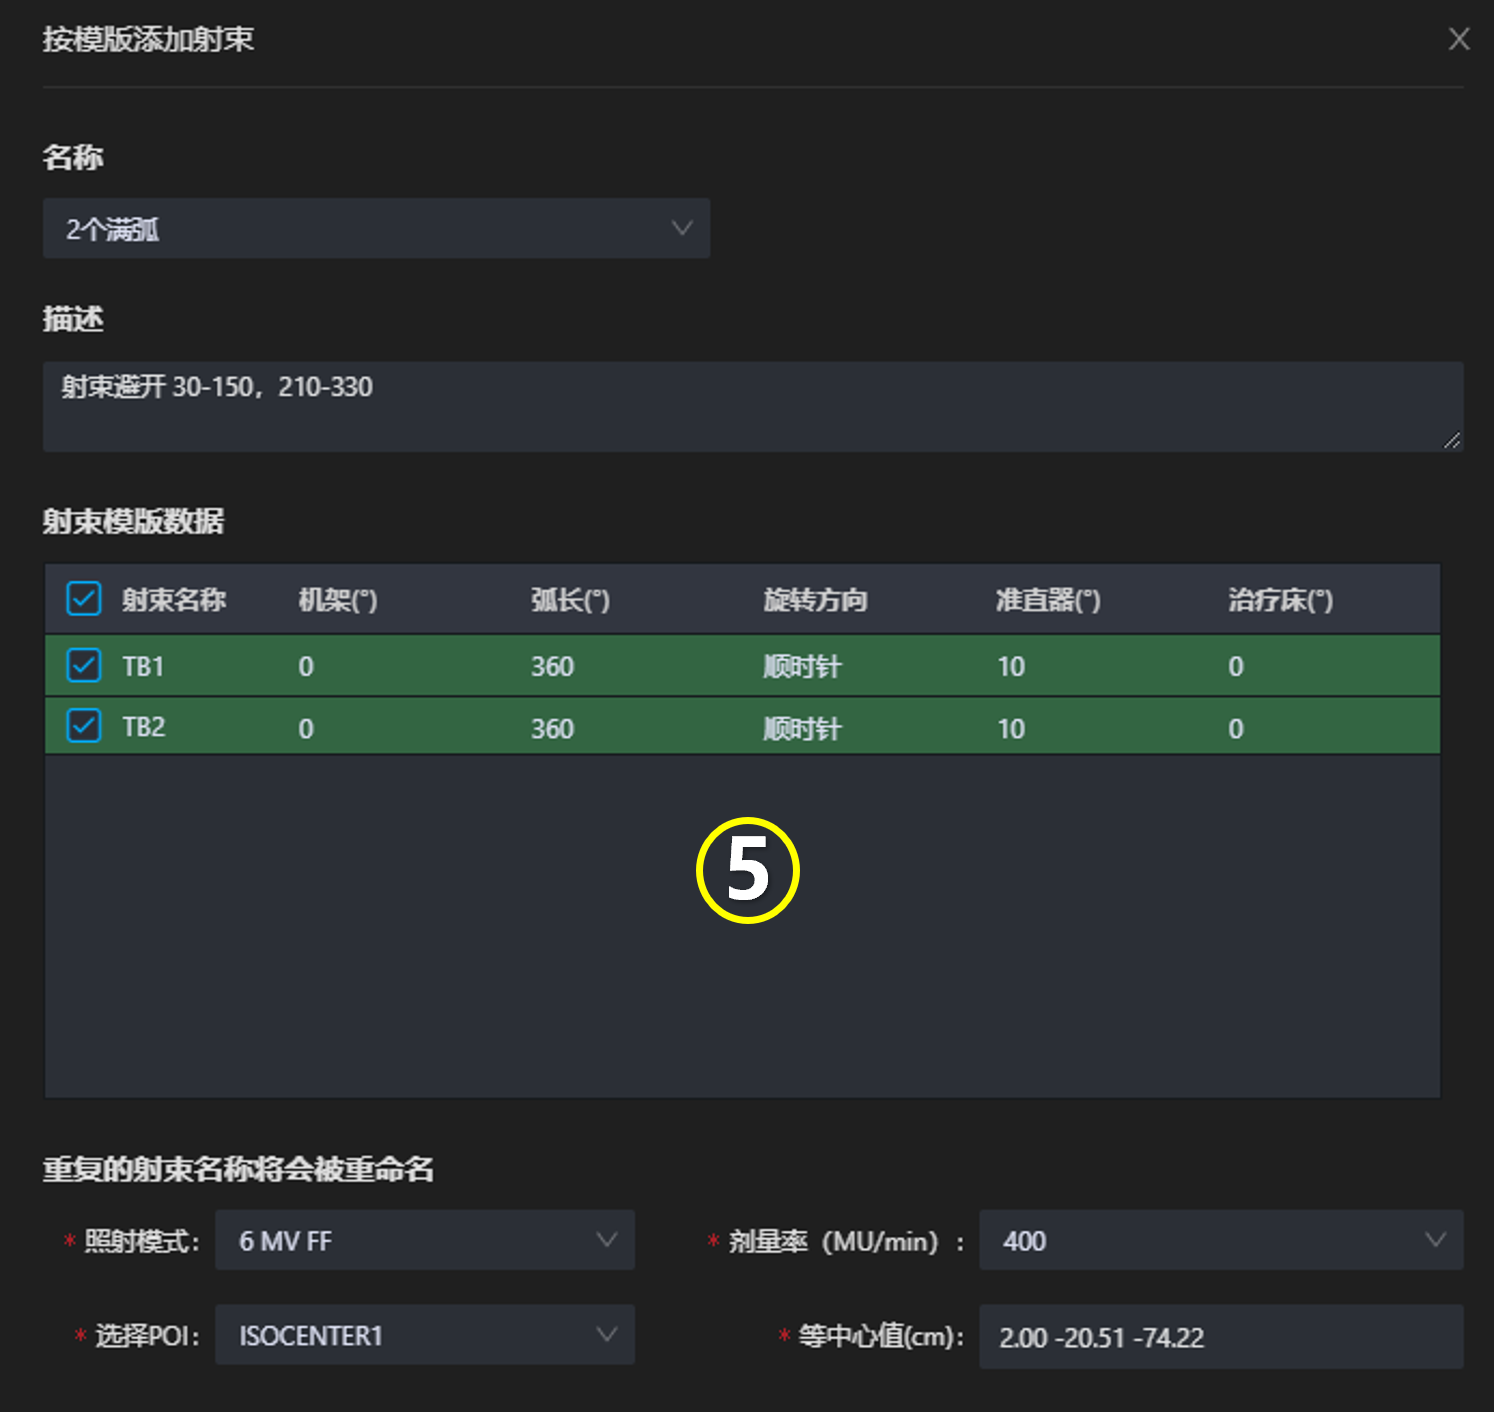 按模版添加射束
名称
2个满弧
描述
射束避开 30-150，210-330
射束模版数据
射束名称 机架(°) 弧长(°) 旋转方向 准直器(°) 治疗床(°)
TB1 0 360 顺时针 10 0
TB2 0 360 顺时针 10 0
5
重复的射束名称将会被重命名
* 照射模式： 6 MV FF * 剂量率（MU/min）： 400
* 选择POI： ISOCENTER1 * 等中心值(cm)： 2.00 -20.51 -74.22